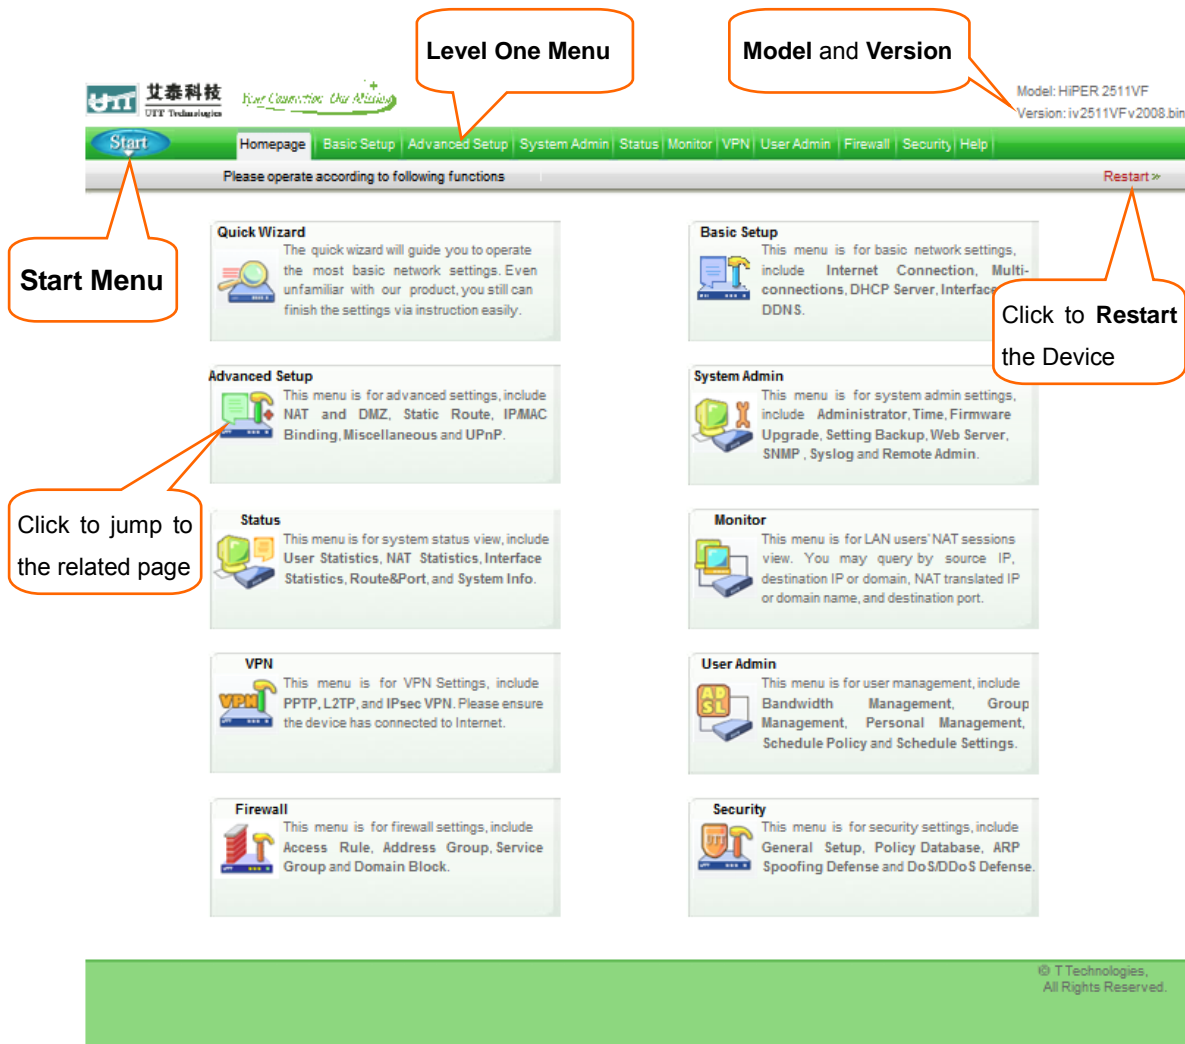 Level One Menu
Model and Version
UTT 艾泰科技
UTT Technologies
Your Connection Our Mission
Model: HiPER 2511VF
Version: iv2511VFv2008.bin
Start
Homepage Basic Setup Advanced Setup System Admin Status Monitor VPN User Admin Firewall Security Help
Please operate according to following functions
Restart»
Start Menu
Quick Wizard
The quick wizard will guide you to operate
the most basic network settings. Even
unfamiliar with our product, you still can
finish the settings via instruction easily.
Basic Setup
This menu is for basic network settings,
include Internet Connection, Multi-
connections, DHCP Server, Interface
DDNS.
Click to Restart
the Device
Advanced Setup
This menu is for advanced settings, include
NAT and DMZ, Static Route, IP/MAC
Binding, Miscellaneous and UPnP.
System Admin
This menu is for system admin settings,
include Administrator, Time, Firmware
Upgrade, Setting Backup, Web Server,
SNMP , Syslog and Remote Admin.
Click to jump to
the related page
Status
This menu is for system status view, include
User Statistics, NAT Statistics, Interface
Statistics, Route&Port, and System Info.
Monitor
This menu is for LAN users' NAT sessions
view. You may query by source IP,
destination IP or domain, NAT translated IP
or domain name, and destination port.
VPN
VPN
This menu is for VPN Settings, include
PPTP, L2TP, and IPsec VPN. Please ensure
the device has connected to Internet.
User Admin
AD
SL
This menu is for user management, include
Bandwidth Management, Group
Management, Personal Management,
Schedule Policy and Schedule Settings.
Firewall
This menu is for firewall settings, include
Access Rule, Address Group, Service
Group and Domain Block.
Security
UTT
This menu is for security settings, include
General Setup, Policy Database, ARP
Spoofing Defense and DoS/DDoS Defense.
© T Technologies,
All Rights Reserved.